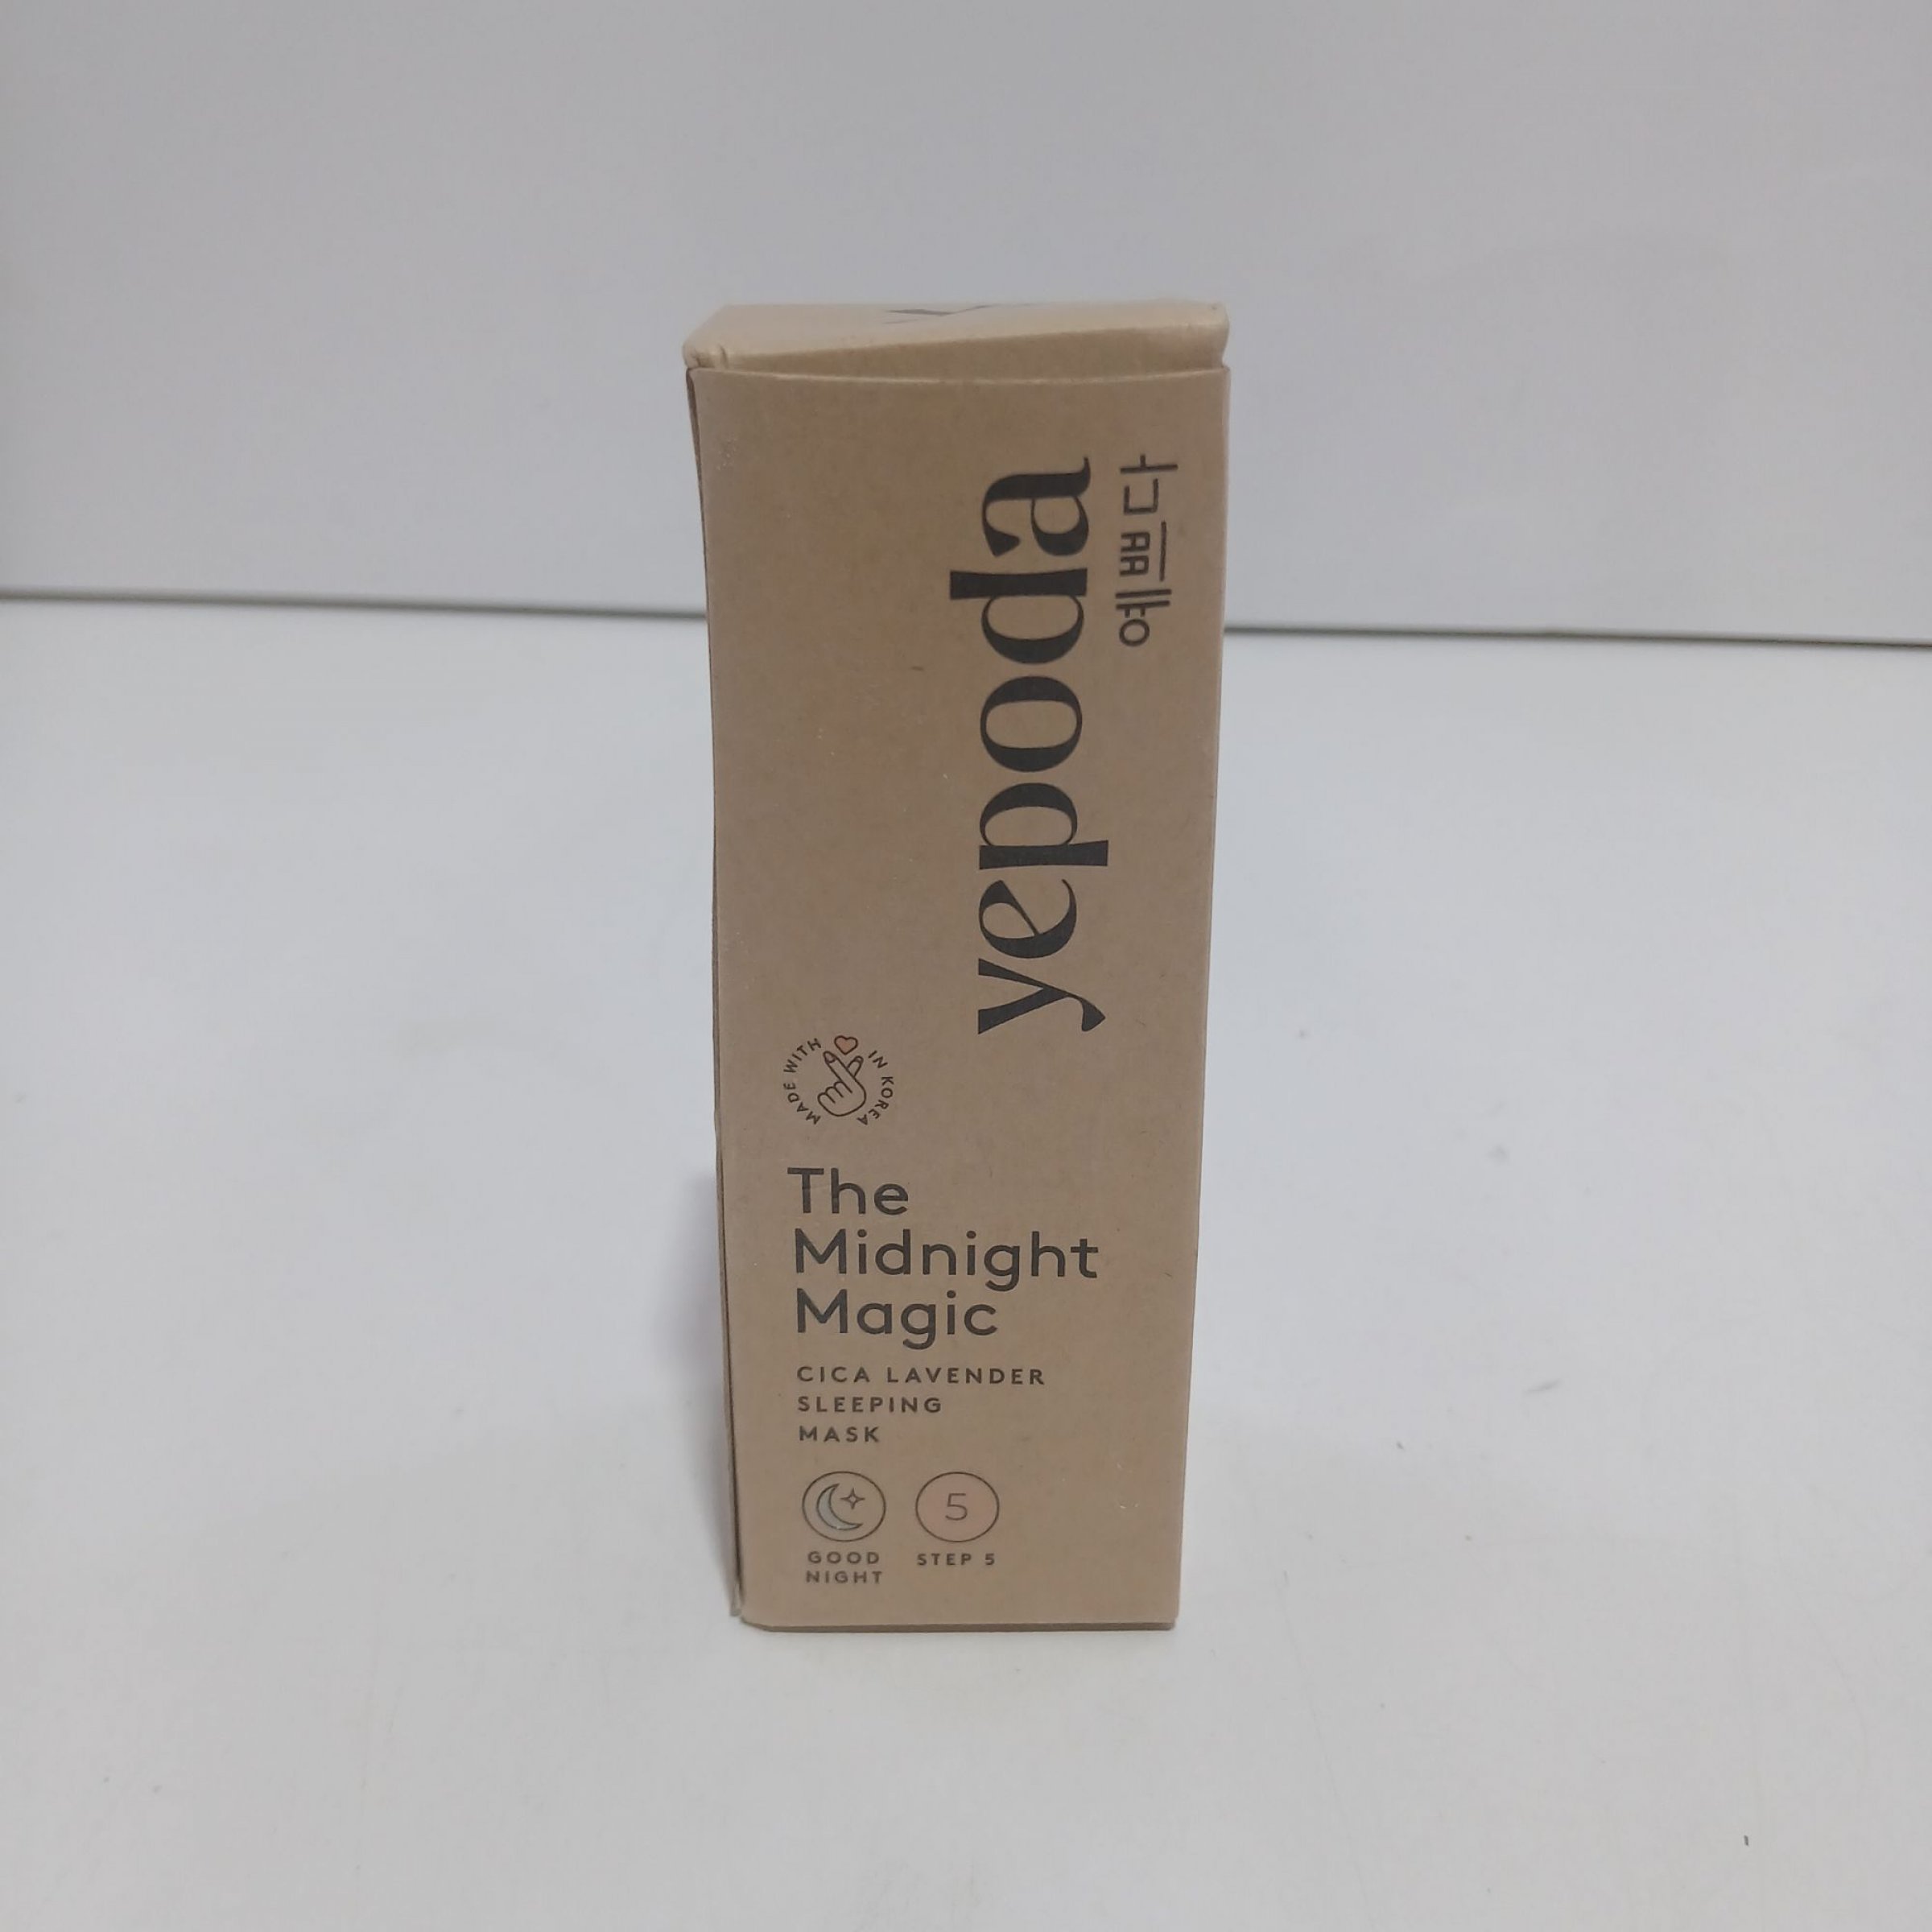 yepoda
예쁘다
MADE WITH IN KOREA
The
Midnight
Magic
CICA LAVENDER
SLEEPING
MASK
5
GOOD
NIGHT
STEP 5